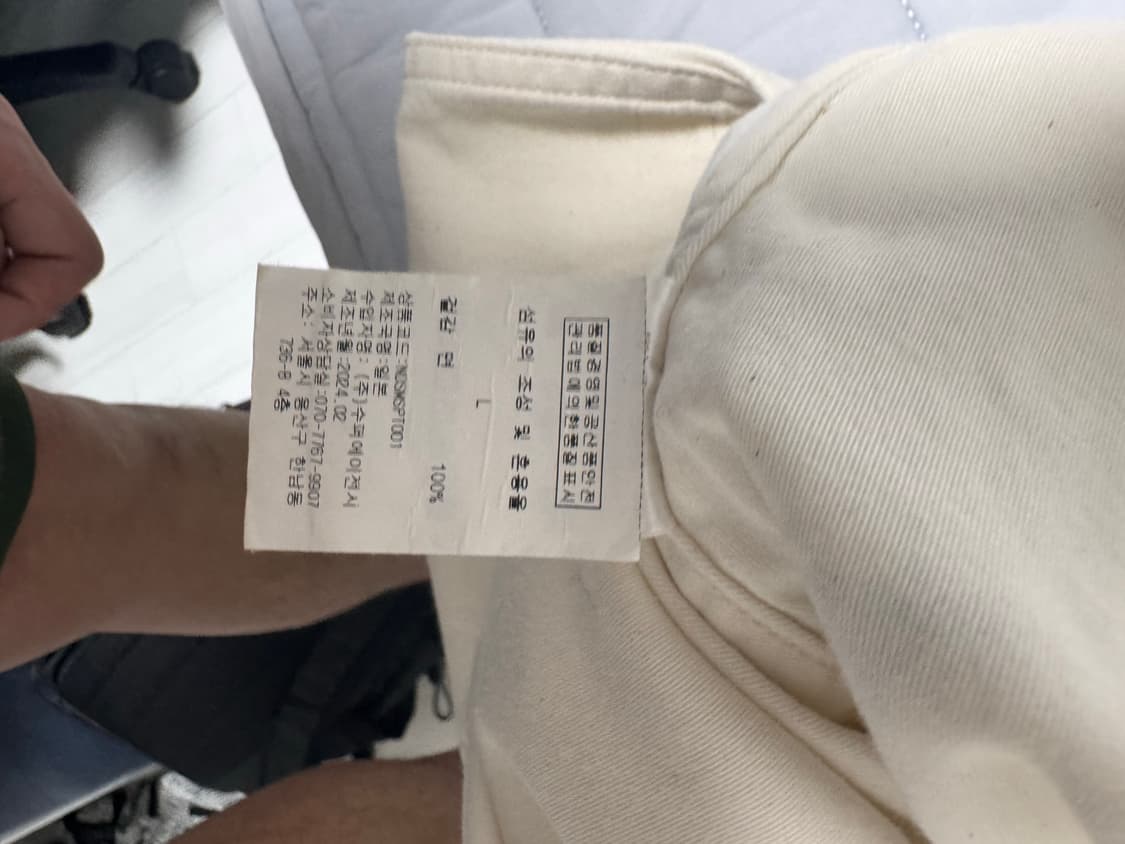 품질경영및공산품안전
관리법에의한품질표시
섬유의 조성 및 혼용율
L
겉감 면 100%
상품코드:NDSMSPT001
제조국명:일본
수입자명: (주)수퍼에이전시
제조년월:2024.02
소비자상담실:070-7767-9907
주소: 서울시 용산구 한남동
736-8 4층